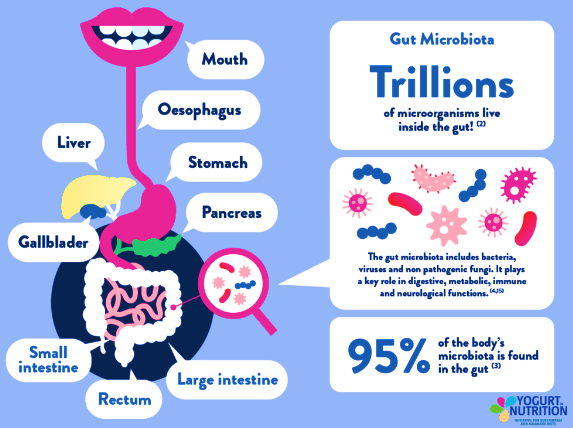 Mouth
Oesophagus
Liver
Stomach
Pancreas
Gallbladder
Small
intestine
Large intestine
Rectum
Gut Microbiota
Trillions
of microorganisms live
inside the gut! (2)
The gut microbiota includes bacteria,
viruses and non pathogenic fungi. It plays
a key role in digestive, metabolic, immune
and neurological functions. (4,15)
95%
of the body's
microbiota is found
in the gut (3)
YOGURT
NUTRITION